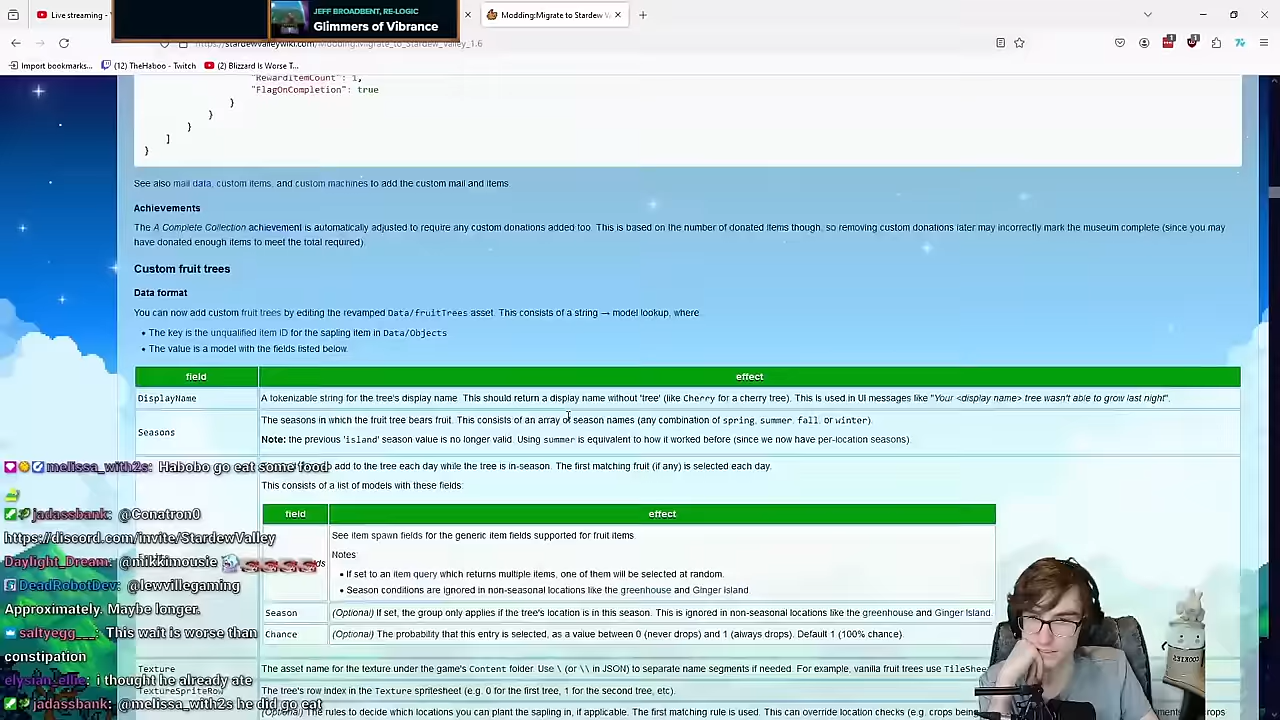 Live streaming -
JEFF BROADBENT, RE-LOGIC
Glimmers of Vibrance
Modding:Migrate to Stardew V
https://stardewvalleywiki.com/Modding:Migrate_to_Stardew_Valley_1.6
Import bookmarks...
(12) TheHaboo - Twitch
(2) Blizzard Is Worse T...
"RewardItemCount": 1,
"FlagOnCompletion": true
}
}
}
]
}
See also mail data, custom items, and custom machines to add the custom mail and items
Achievements
The A Complete Collection achievement is automatically adjusted to require any custom donations added too. This is based on the number of donated items though, so removing custom donations later may incorrectly mark the museum complete (since you may
have donated enough items to meet the total required).
Custom fruit trees
Data format
You can now add custom fruit trees by editing the revamped Data/fruitTrees asset. This consists of a string → model lookup, where
• The key is the unqualified item ID for the sapling item in Data/Objects
• The value is a model with the fields listed below.
field effect
DisplayName A tokenizable string for the tree's display name. This should return a display name without 'tree' (like Cherry for a cherry tree). This is used in UI messages like "Your <display name> tree wasn't able to grow last night".
Seasons
The seasons in which the fruit tree bears fruit. This consists of an array of season names (any combination of spring, summer, fall, or winter).
Note: the previous 'island' season value is no longer valid. Using summer is equivalent to how it worked before (since we now have per-location seasons).
add to the tree each day while the tree is in-season. The first matching fruit (if any) is selected each day.
This consists of a list of models with these fields:
field effect
See item spawn fields for the generic item fields supported for fruit items
Notes
• If set to an item query which returns multiple items, one of them will be selected at random.
• Season conditions are ignored in non-seasonal locations like the greenhouse and Ginger Island
Season (Optional) If set, the group only applies if the tree's location is in this season. This is ignored in non-seasonal locations like the greenhouse and Ginger Island.
Chance (Optional) The probability that this entry is selected, as a value between 0 (never drops) and 1 (always drops). Default 1 (100% chance).
Texture The asset name for the texture under the game's Content folder. Use \ (or \\ in JSON) to separate name segments if needed. For example, vanilla fruit trees use TileShee
TextureSpriteRow The tree's row index in the Texture spritesheet (e.g. 0 for the first tree, 1 for the second tree, etc).
(Optional) The rules to decide which locations you can plant the sapling in, if applicable. The first matching rule is used. This can override location checks (e.g. crops being
crops
melissa_with2s: Habobo go eat some food
jadassbank: @Conatron0
https://discord.com/invite/StardewValley
Daylight_Dream: @mikkimousie
DeadRobotDev: @lewvillegaming
Approximately. Maybe longer.
saltyegg___: This wait is worse than
constipation
elysian_ellie: i thought he already ate
jadassbank: @melissa_with2s he did go eat